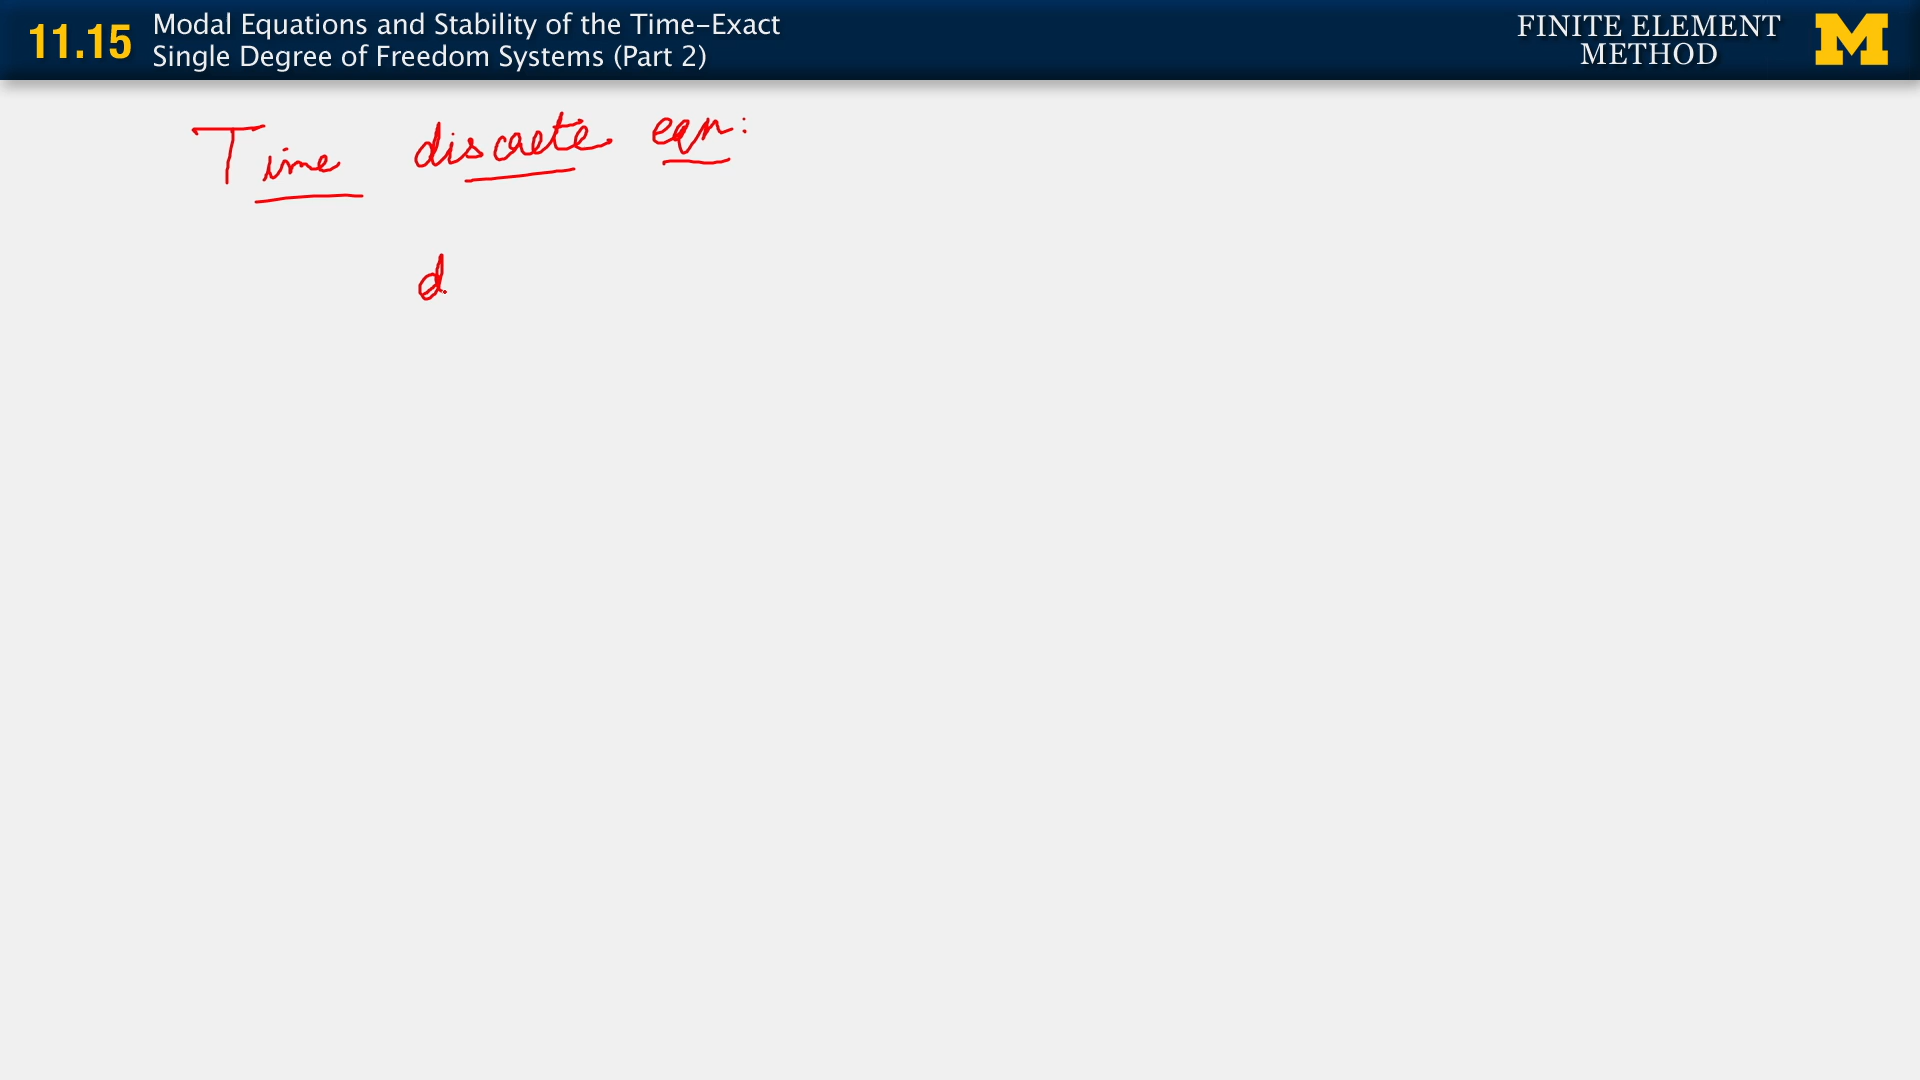 11.15
Modal Equations and Stability of the Time-Exact
Single Degree of Freedom Systems (Part 2)
FINITE ELEMENT
METHOD
M
Time discrete eqn:
d